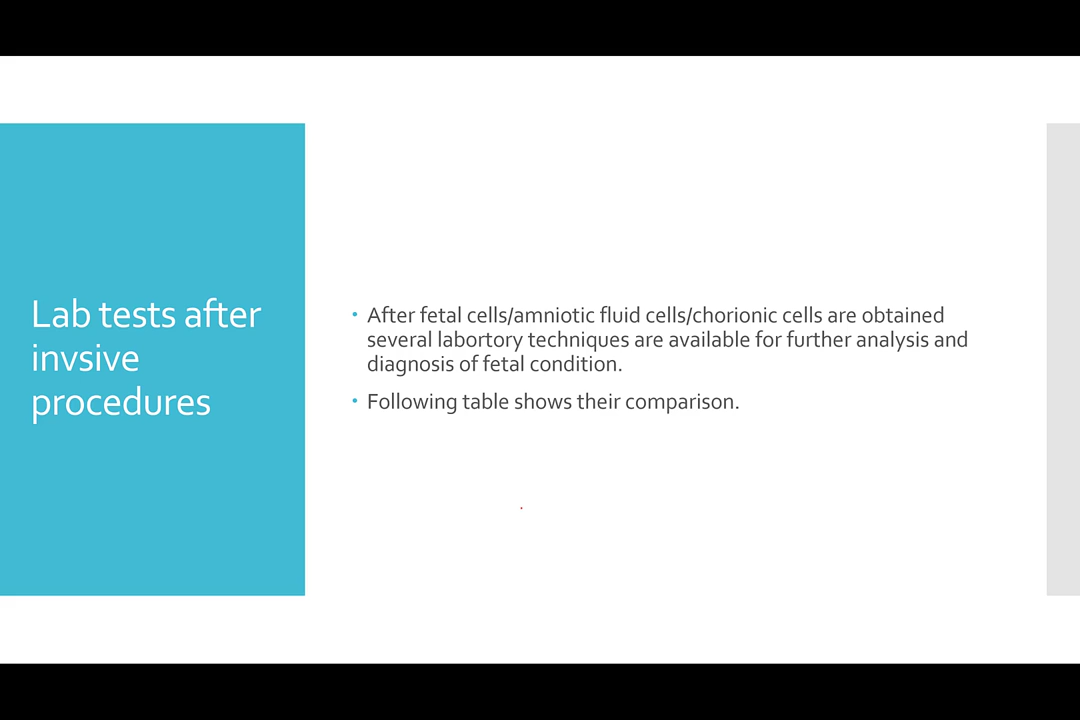 Lab tests after
invsive
procedures
• After fetal cells/amniotic fluid cells/chorionic cells are obtained
several labortory techniques are available for further analysis and
diagnosis of fetal condition.
• Following table shows their comparison.